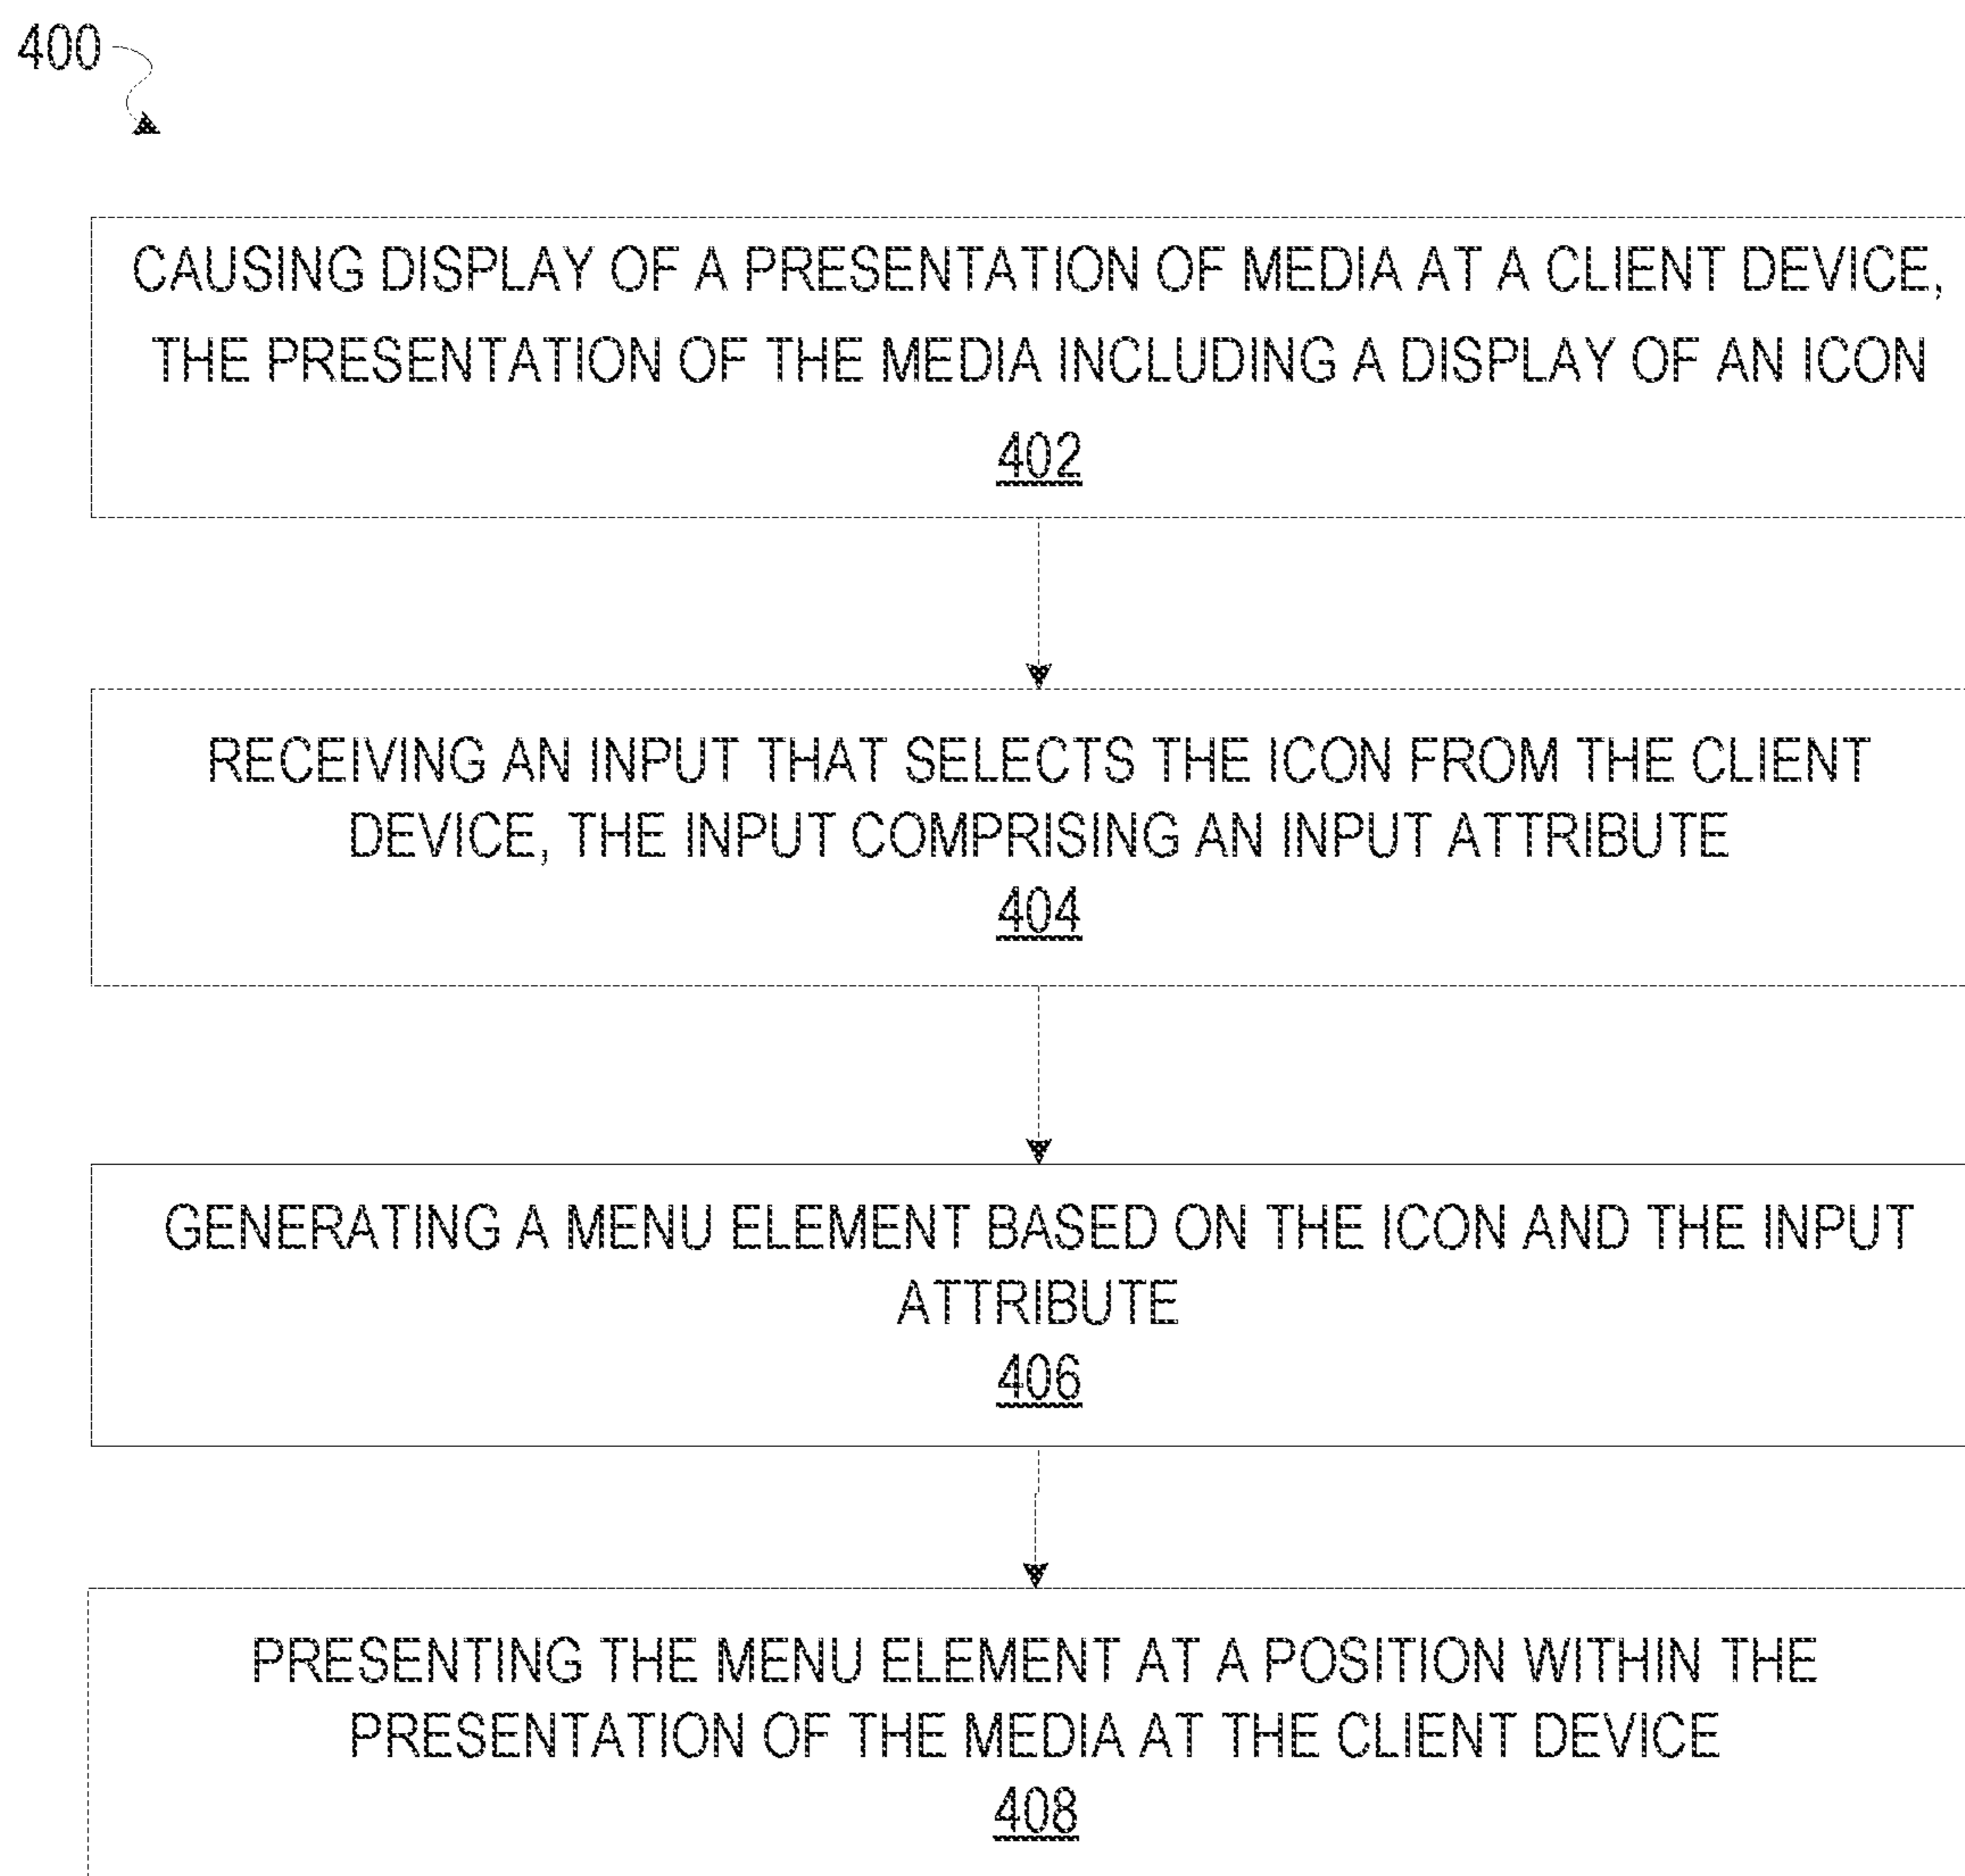 400
CAUSING DISPLAY OF A PRESENTATION OF MEDIA AT A CLIENT DEVICE,
THE PRESENTATION OF THE MEDIA INCLUDING A DISPLAY OF AN ICON
402
RECEIVING AN INPUT THAT SELECTS THE ICON FROM THE CLIENT
DEVICE, THE INPUT COMPRISING AN INPUT ATTRIBUTE
404
GENERATING A MENU ELEMENT BASED ON THE ICON AND THE INPUT
ATTRIBUTE
406
PRESENTING THE MENU ELEMENT AT A POSITION WITHIN THE
PRESENTATION OF THE MEDIA AT THE CLIENT DEVICE
408